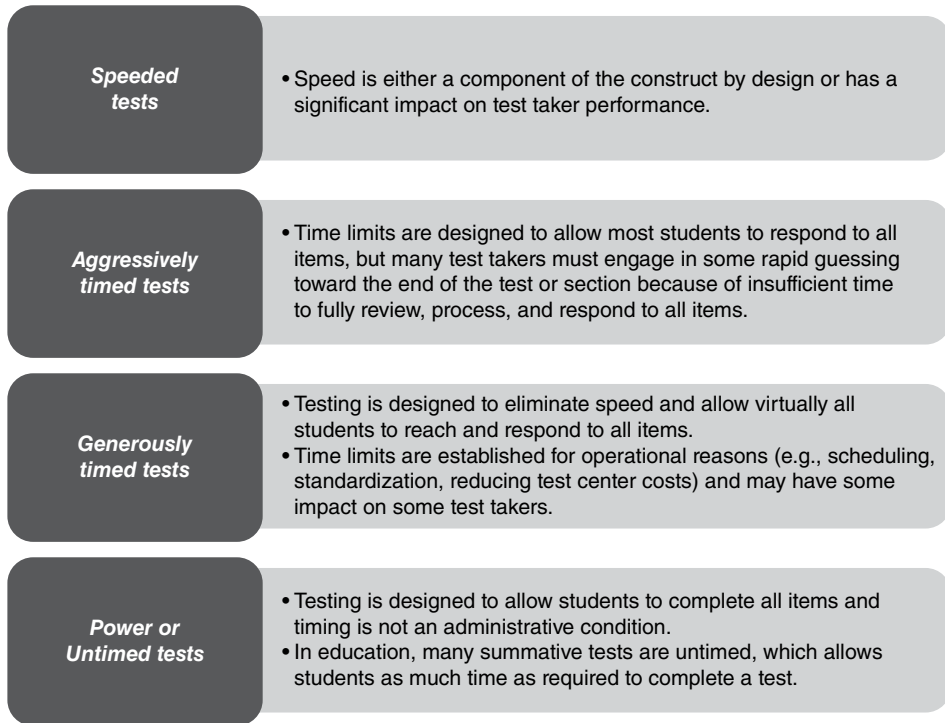 Speeded
tests
• Speed is either a component of the construct by design or has a
significant impact on test taker performance.
Aggressively
timed tests
• Time limits are designed to allow most students to respond to all
items, but many test takers must engage in some rapid guessing
toward the end of the test or section because of insufficient time
to fully review, process, and respond to all items.
Generously
timed tests
• Testing is designed to eliminate speed and allow virtually all
students to reach and respond to all items.
• Time limits are established for operational reasons (e.g., scheduling,
standardization, reducing test center costs) and may have some
impact on some test takers.
Power or
Untimed tests
• Testing is designed to allow students to complete all items and
timing is not an administrative condition.
• In education, many summative tests are untimed, which allows
students as much time as required to complete a test.